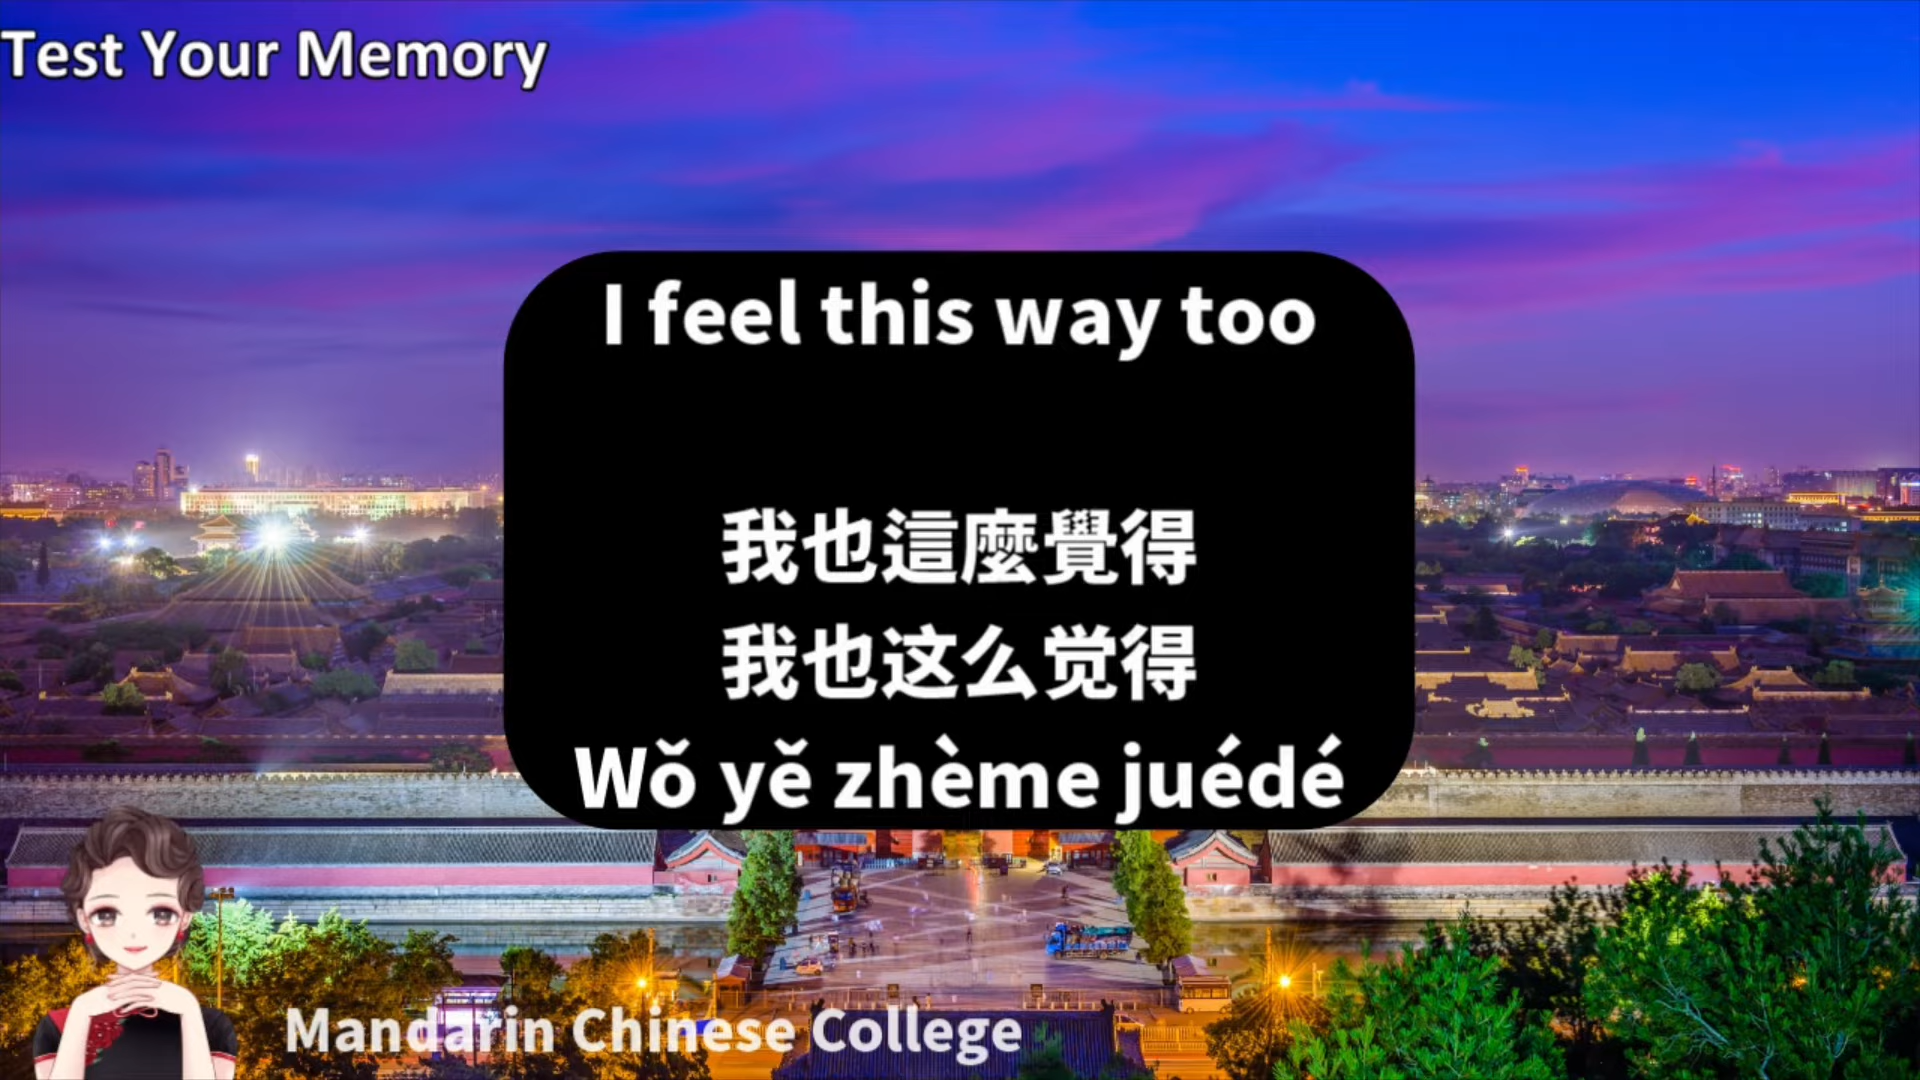 Test Your Memory
I feel this way too
我也這麼覺得
我也这么觉得
Wǒ yě zhème juédé
Mandarin Chinese College